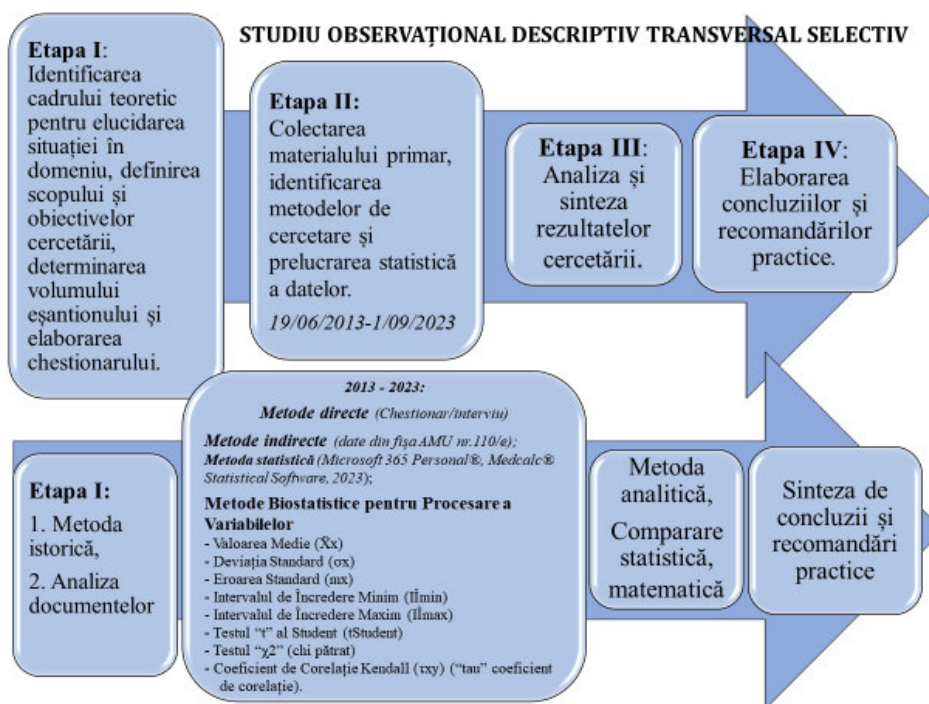 STUDIU OBSERVAȚIONAL DESCRIPTIV TRANSVERSAL SELECTIV
Etapa I:
Identificarea
cadrului teoretic
pentru elucidarea
situației în
domeniu, definirea
scopului și
obiectivelor
cercetării,
determinarea
volumului
eșantionului și
elaborarea
chestionarului.
Etapa II:
Colectarea
materialului primar,
identificarea
metodelor de
cercetare și
prelucrarea statistică
a datelor.
19/06/2013-1/09/2023
Etapa III:
Analiza și
sinteza
rezultatelor
cercetării.
Etapa IV:
Elaborarea
concluziilor și
recomandărilor
practice.
Etapa I:
1. Metoda
istorică,
2. Analiza
documentelor
2013 - 2023:
Metode directe (Chestionar/interviu)
Metode indirecte (date din fișa AMU nr.110/e);
Metoda statistică (Microsoft 365 Personal®, Medcalc®
Statistical Software, 2023);
Metode Biostatistice pentru Procesare a
Variabilelor
- Valoarea Medie (X̄x)
- Deviația Standard (σx)
- Eroarea Standard (mx)
- Intervalul de Încredere Minim (IÎmin)
- Intervalul de Încredere Maxim (IÎmax)
- Testul “t” al Student (tStudent)
- Testul “χ2” (chi pătrat)
- Coeficient de Corelație Kendall (τxy) (“tau” coeficient
de corelație).
Metoda
analitică,
Comparare
statistică,
matematică
Sinteza de
concluzii și
recomandări
practice